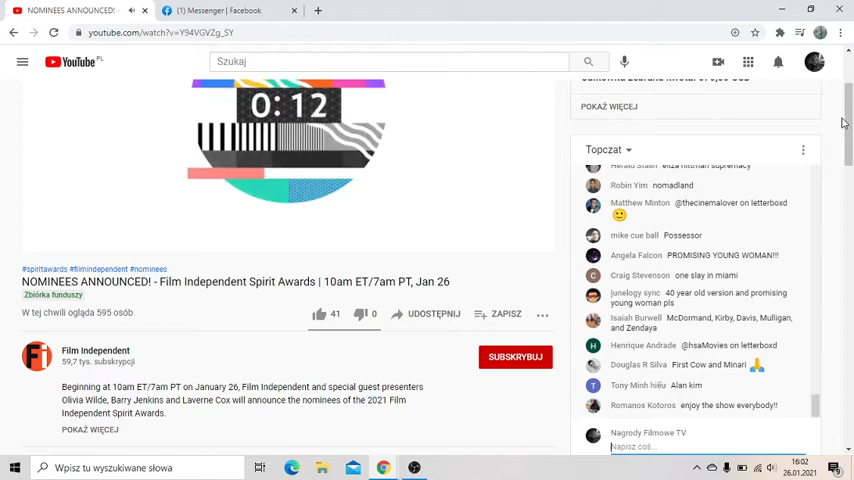 NOMINEES ANNOUNCED! -
(1) Messenger | Facebook
youtube.com/watch?v=Y94VGVZg_SY
YouTube PL
Szukaj
0:12
POKAŻ WIĘCEJ
Topczat
Robin Yim nomadland
Matthew Minton @thecinemalover on letterboxd
mike cue ball Possessor
Angela Falcon PROMISING YOUNG WOMAN!!!
Craig Stevenson one slay in miami
junelogy sync 40 year old version and promising
young woman pls
Isaiah Burwell McDormand, Kirby, Davis, Mulligan,
and Zendaya
Henrique Andrade @hsaMovies on letterboxd
Douglas R Silva First Cow and Minari
Tony Minh hiếu Alan kim
Romanos Kotoros enjoy the show everybody!!
Nagrody Filmowe TV
Napisz coś...
#spiritawards #filmindependent #nominees
NOMINEES ANNOUNCED! - Film Independent Spirit Awards | 10am ET/7am PT, Jan 26
Zbiórka funduszy
W tej chwili ogląda 595 osób
41
0
UDOSTĘPNIJ
ZAPISZ
Fi
Film Independent
59,7 tys. subskrypcji
SUBSKRYBUJ
Beginning at 10am ET/7am PT on January 26, Film Independent and special guest presenters
Olivia Wilde, Barry Jenkins and Laverne Cox will announce the nominees of the 2021 Film
Independent Spirit Awards.
POKAŻ WIĘCEJ
Wpisz tu wyszukiwane słowa
16:02
26.01.2021